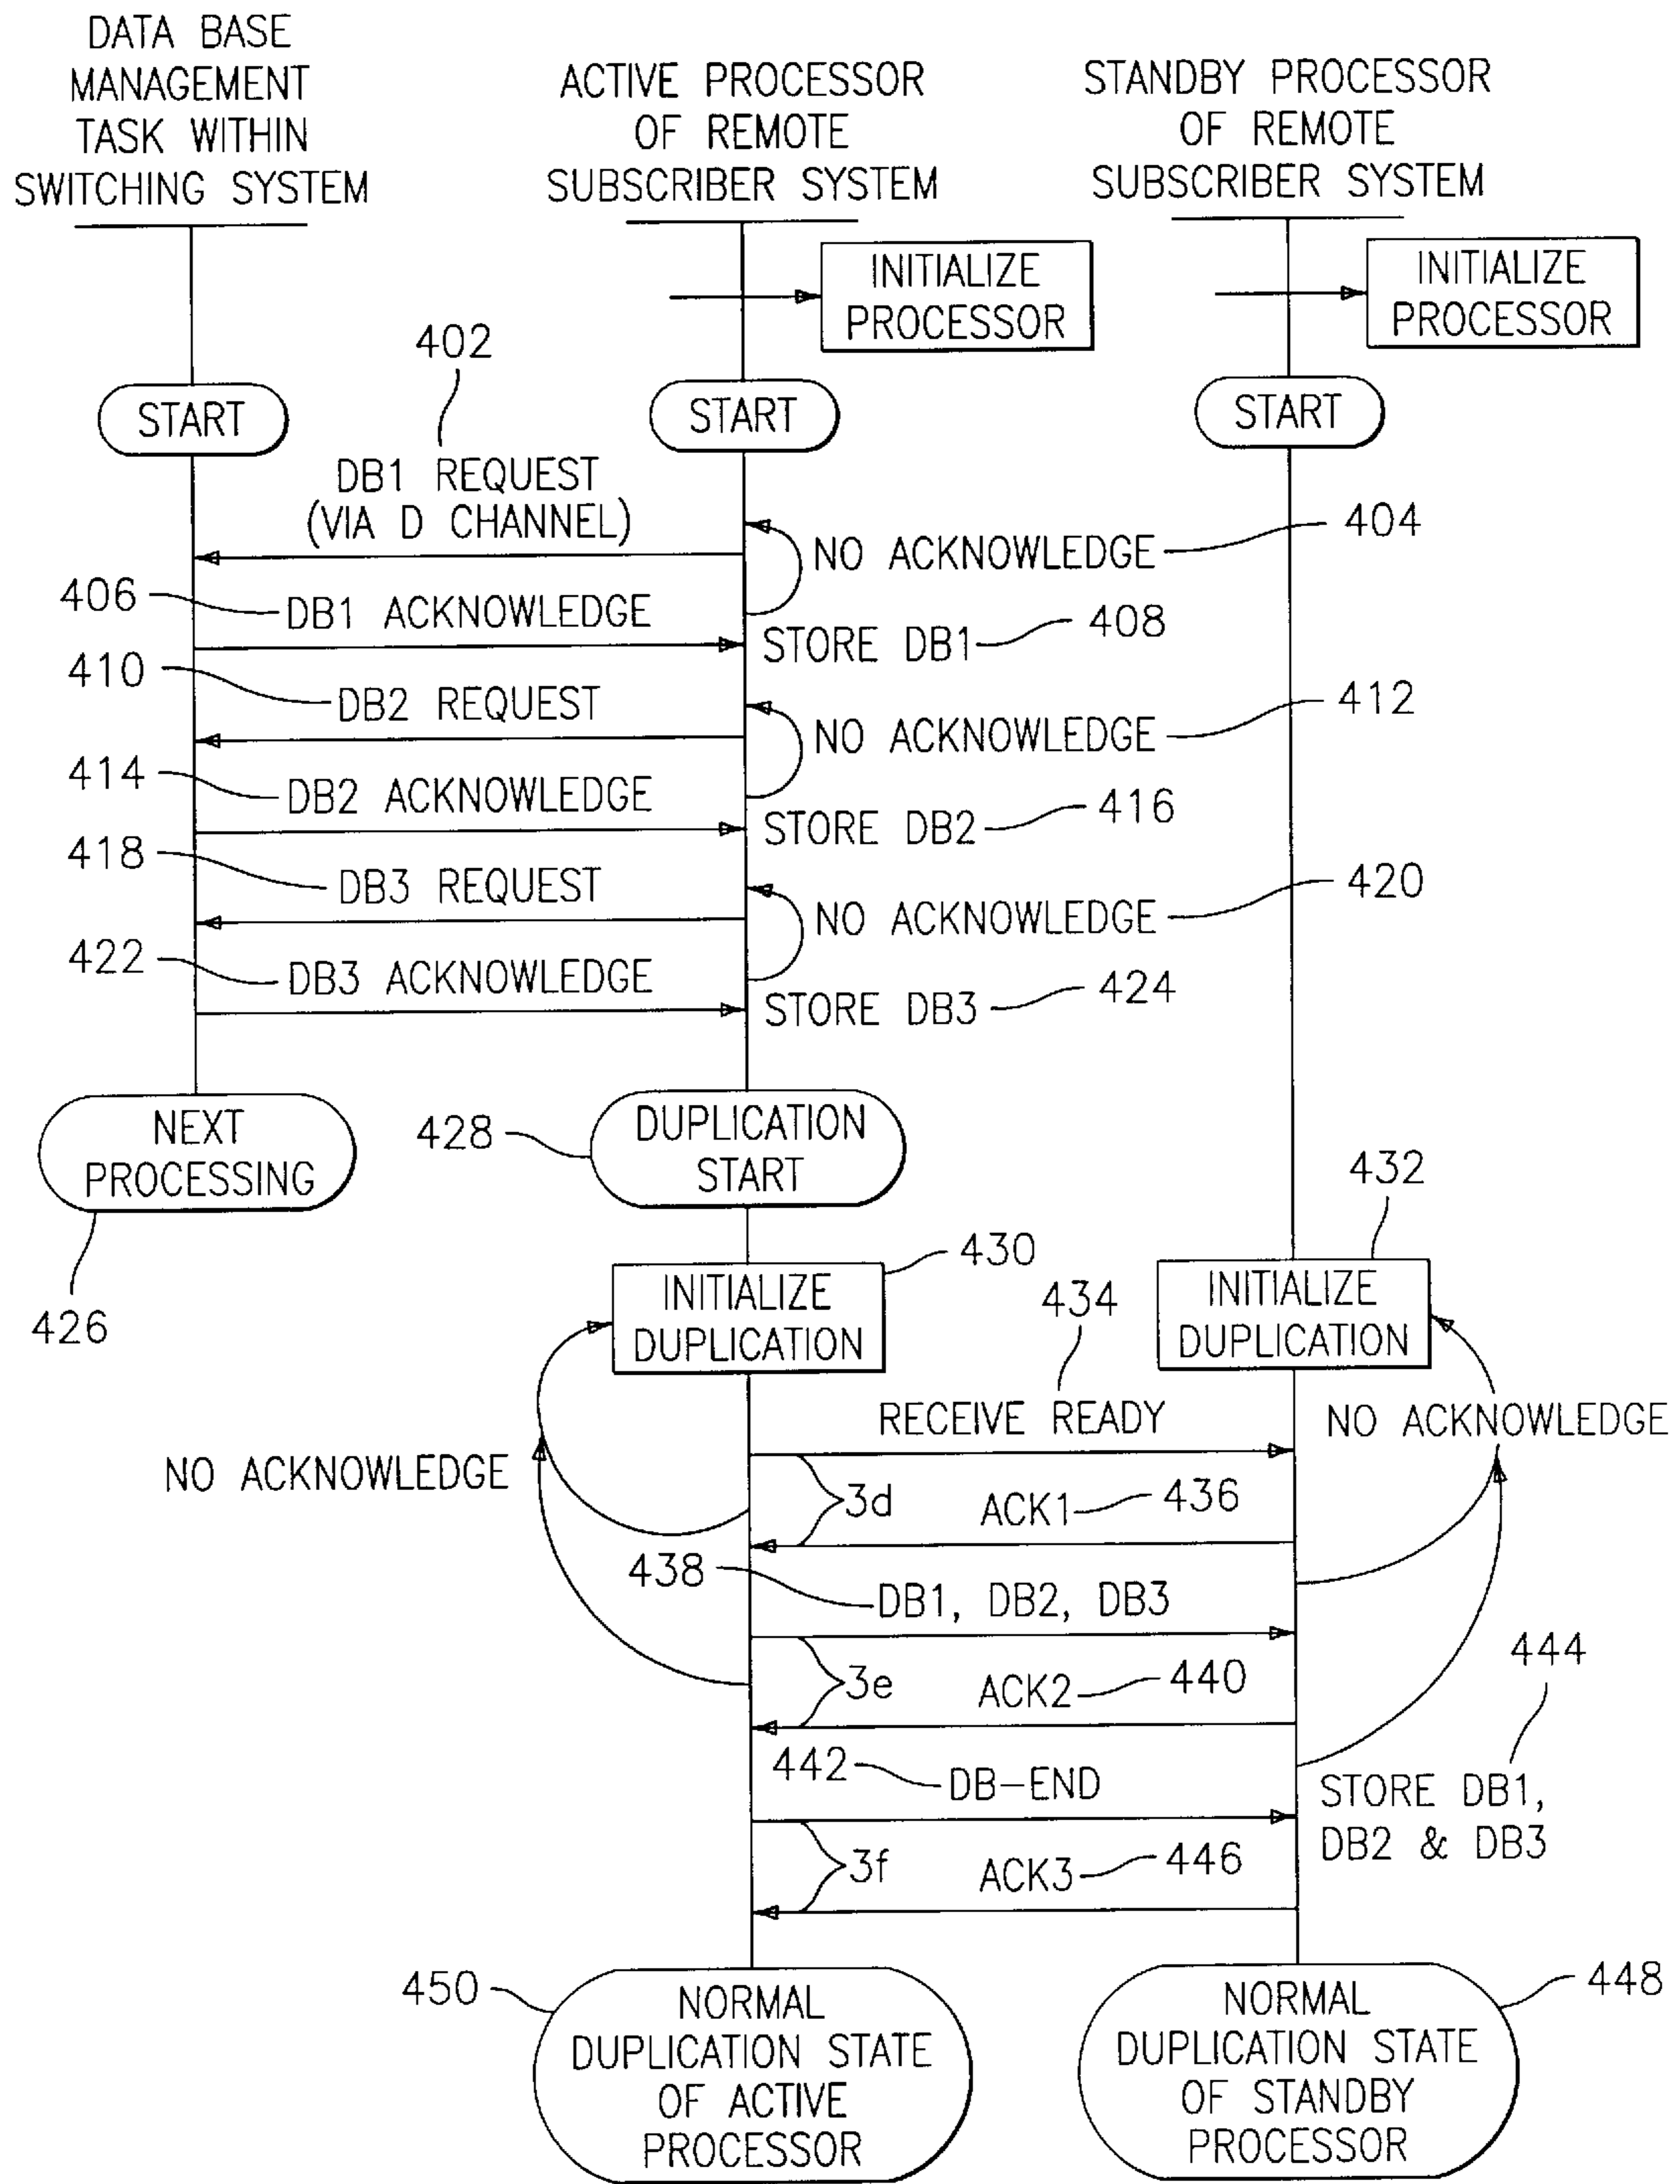 DATA BASE
MANAGEMENT
TASK WITHIN
SWITCHING SYSTEM
ACTIVE PROCESSOR
OF REMOTE
SUBSCRIBER SYSTEM
STANDBY PROCESSOR
OF REMOTE
SUBSCRIBER SYSTEM
INITIALIZE
PROCESSOR
INITIALIZE
PROCESSOR
402
START
START
START
DB1 REQUEST
(VIA D CHANNEL)
NO ACKNOWLEDGE
404
406
DB1 ACKNOWLEDGE
STORE DB1
408
410
DB2 REQUEST
NO ACKNOWLEDGE
412
414
DB2 ACKNOWLEDGE
STORE DB2
416
418
DB3 REQUEST
NO ACKNOWLEDGE
420
422
DB3 ACKNOWLEDGE
STORE DB3
424
NEXT
PROCESSING
426
428
DUPLICATION
START
430
INITIALIZE
DUPLICATION
432
INITIALIZE
DUPLICATION
434
RECEIVE READY
NO ACKNOWLEDGE
NO ACKNOWLEDGE
3d
ACK1
436
438
DB1, DB2, DB3
3e
ACK2
440
444
442
DB-END
STORE DB1,
DB2 & DB3
3f
ACK3
446
450
NORMAL
DUPLICATION STATE
OF ACTIVE
PROCESSOR
448
NORMAL
DUPLICATION STATE
OF STANDBY
PROCESSOR